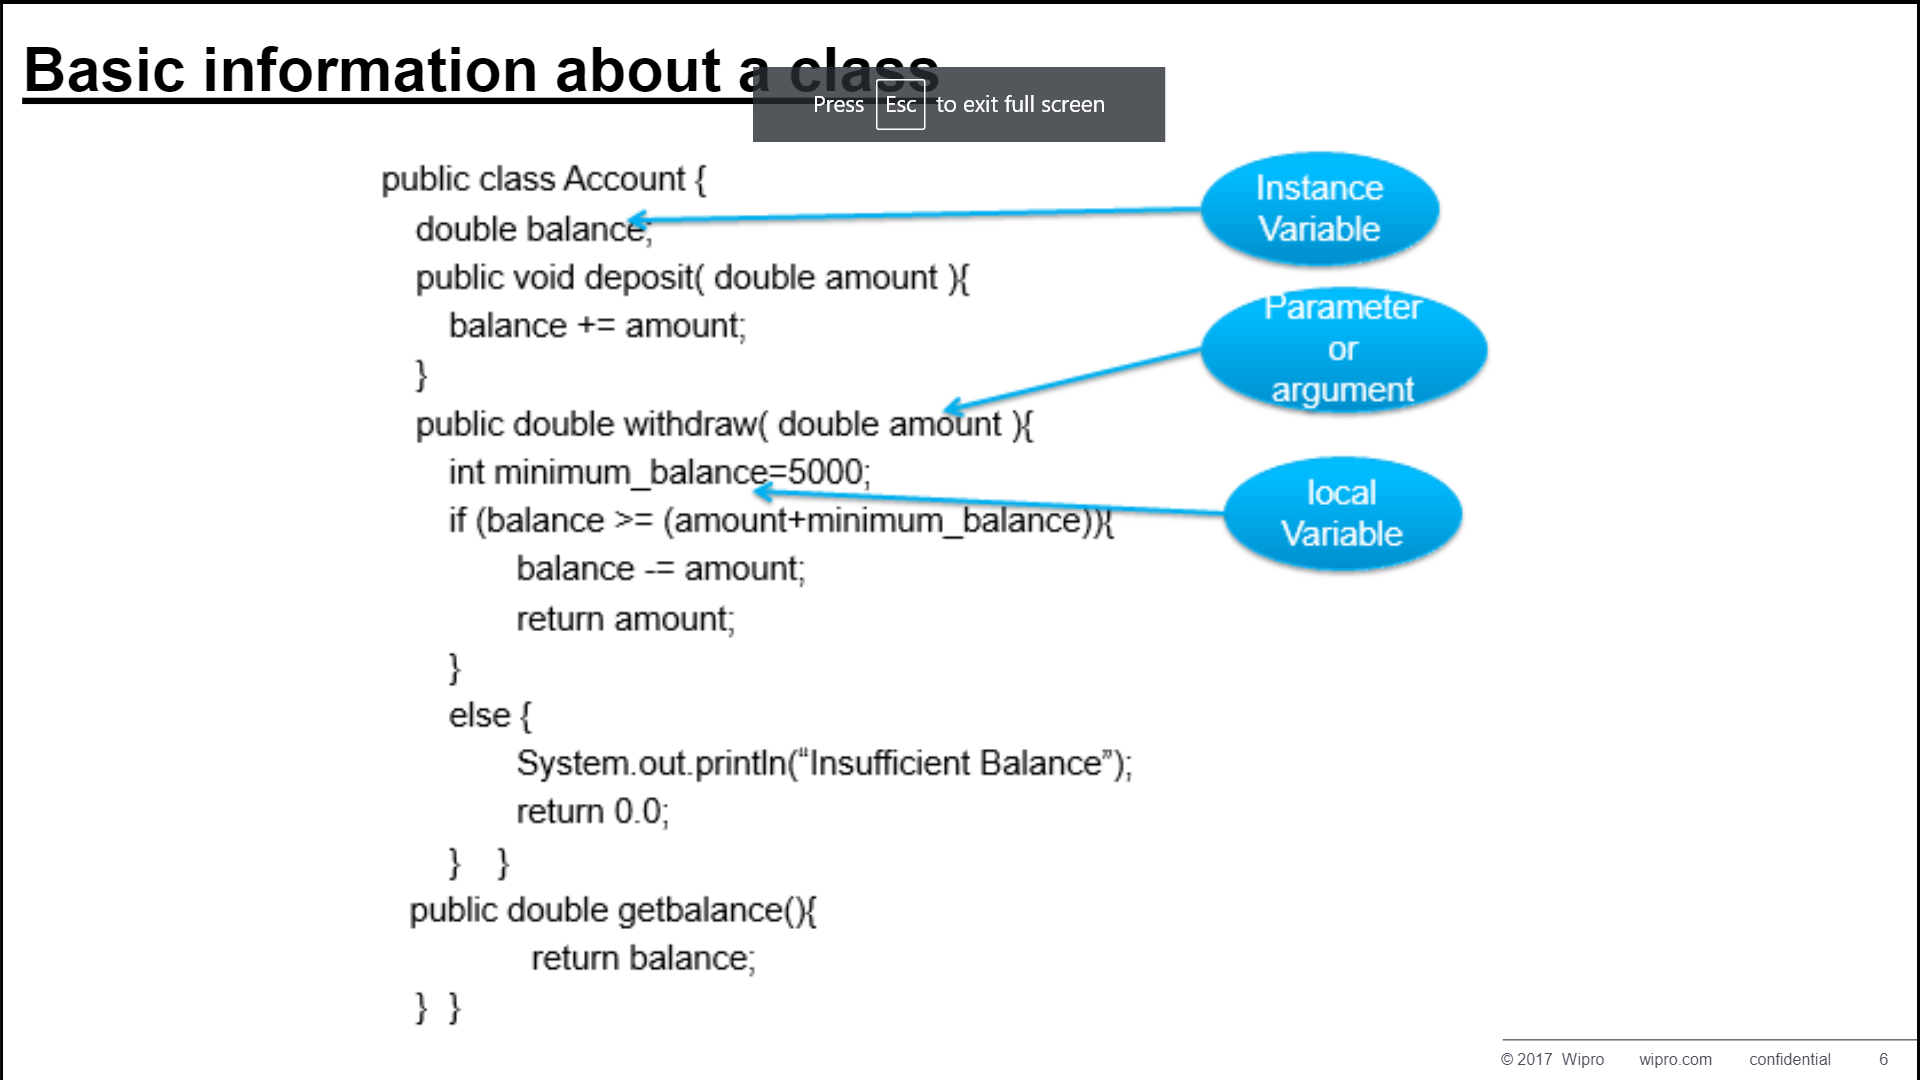 Basic information about a class
Press Esc to exit full screen
public class Account {
double balance;
public void deposit( double amount ){
balance += amount;
}
public double withdraw( double amount ){
int minimum_balance=5000;
if (balance >= (amount+minimum_balance)){
balance -= amount;
return amount;
}
else {
System.out.println(“Insufficient Balance”);
return 0.0;
} }
public double getbalance(){
return balance;
} }
Instance
Variable
Parameter
or
argument
local
Variable
© 2017 Wipro wipro.com confidential 6